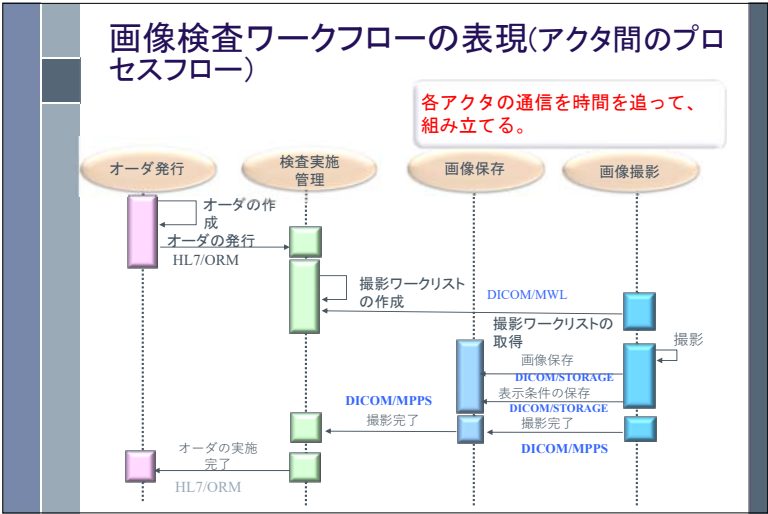 画像検査ワークフローの表現(アクタ間のプロ
セスフロー)
各アクタの通信を時間を追って、
組み立てる。
オーダ発行
検査実施
管理
画像保存
画像撮影
オーダの作
成
オーダの発行
HL7/ORM
撮影ワークリスト
の作成
DICOM/MWL
撮影ワークリストの
取得
撮影
画像保存
DICOM/STORAGE
表示条件の保存
DICOM/STORAGE
DICOM/MPPS
撮影完了
撮影完了
DICOM/MPPS
オーダの実施
完了
HL7/ORM